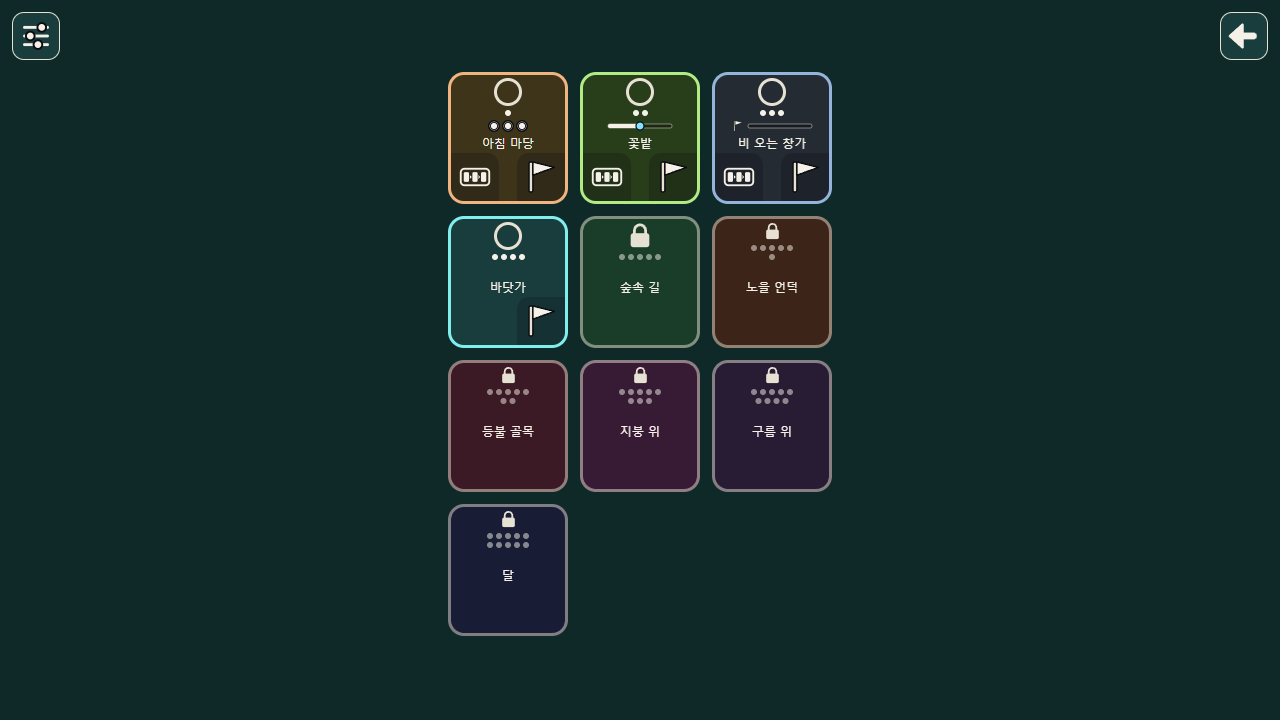 아침 마당
꽃밭
비 오는 창가
바닷가
숲속 길
노을 언덕
등불 골목
지붕 위
구름 위
달